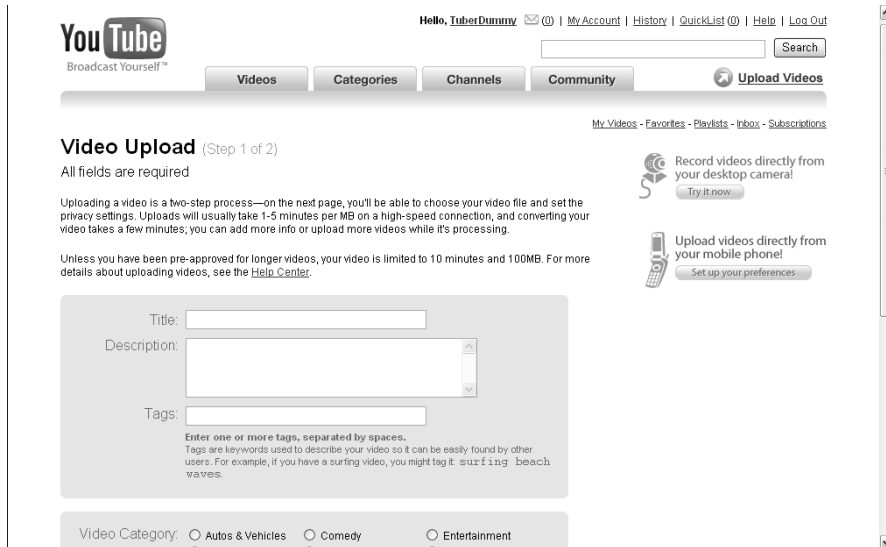 Hello, TuberDummy (0) | My Account | History | QuickList (0) | Help | Log Out
YouTube
Broadcast Yourself™
Search
Videos Categories Channels Community Upload Videos
My Videos - Favorites - Playlists - Inbox - Subscriptions
Video Upload (Step 1 of 2)
All fields are required
Uploading a video is a two-step process—on the next page, you'll be able to choose your video file and set the
privacy settings. Uploads will usually take 1-5 minutes per MB on a high-speed connection, and converting your
video takes a few minutes; you can add more info or upload more videos while it's processing.
Unless you have been pre-approved for longer videos, your video is limited to 10 minutes and 100MB. For more
details about uploading videos, see the Help Center.
Record videos directly from
your desktop camera!
Try it now
Upload videos directly from
your mobile phone!
Set up your preferences
Title:
Description:
Tags:
Enter one or more tags, separated by spaces.
Tags are keywords used to describe your video so it can be easily found by other
users. For example, if you have a surfing video, you might tag it: surfing beach
waves.
Video Category: Autos & Vehicles Comedy Entertainment